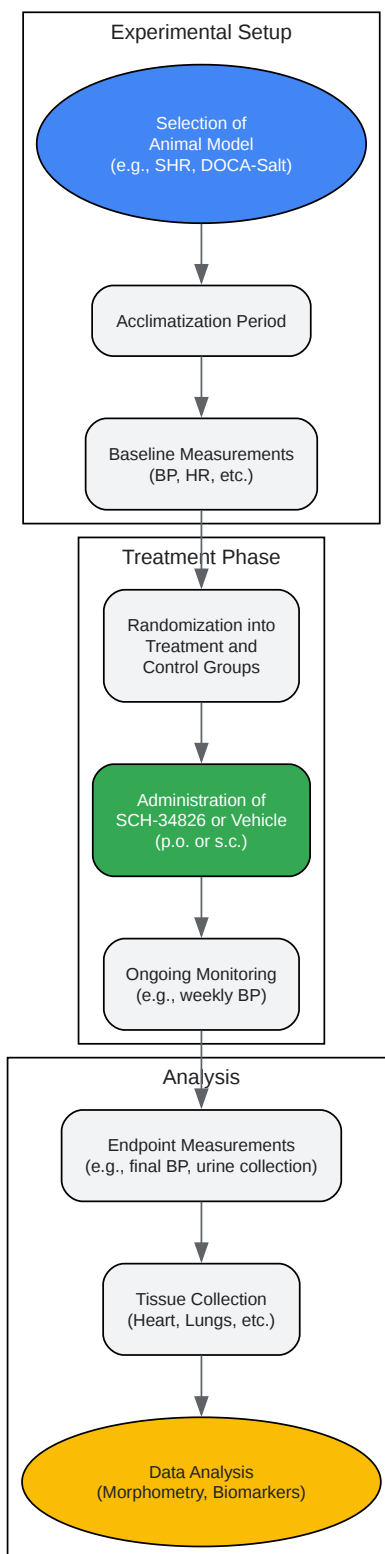 Experimental Setup
Selection of
Animal Model
(e.g., SHR, DOCA-Salt)
Acclimatization Period
Baseline Measurements
(BP, HR, etc.)
Treatment Phase
Randomization into
Treatment and
Control Groups
Administration of
SCH-34826 or Vehicle
(p.o. or s.c.)
Ongoing Monitoring
(e.g., weekly BP)
Analysis
Endpoint Measurements
(e.g., final BP, urine collection)
Tissue Collection
(Heart, Lungs, etc.)
Data Analysis
(Morphometry, Biomarkers)